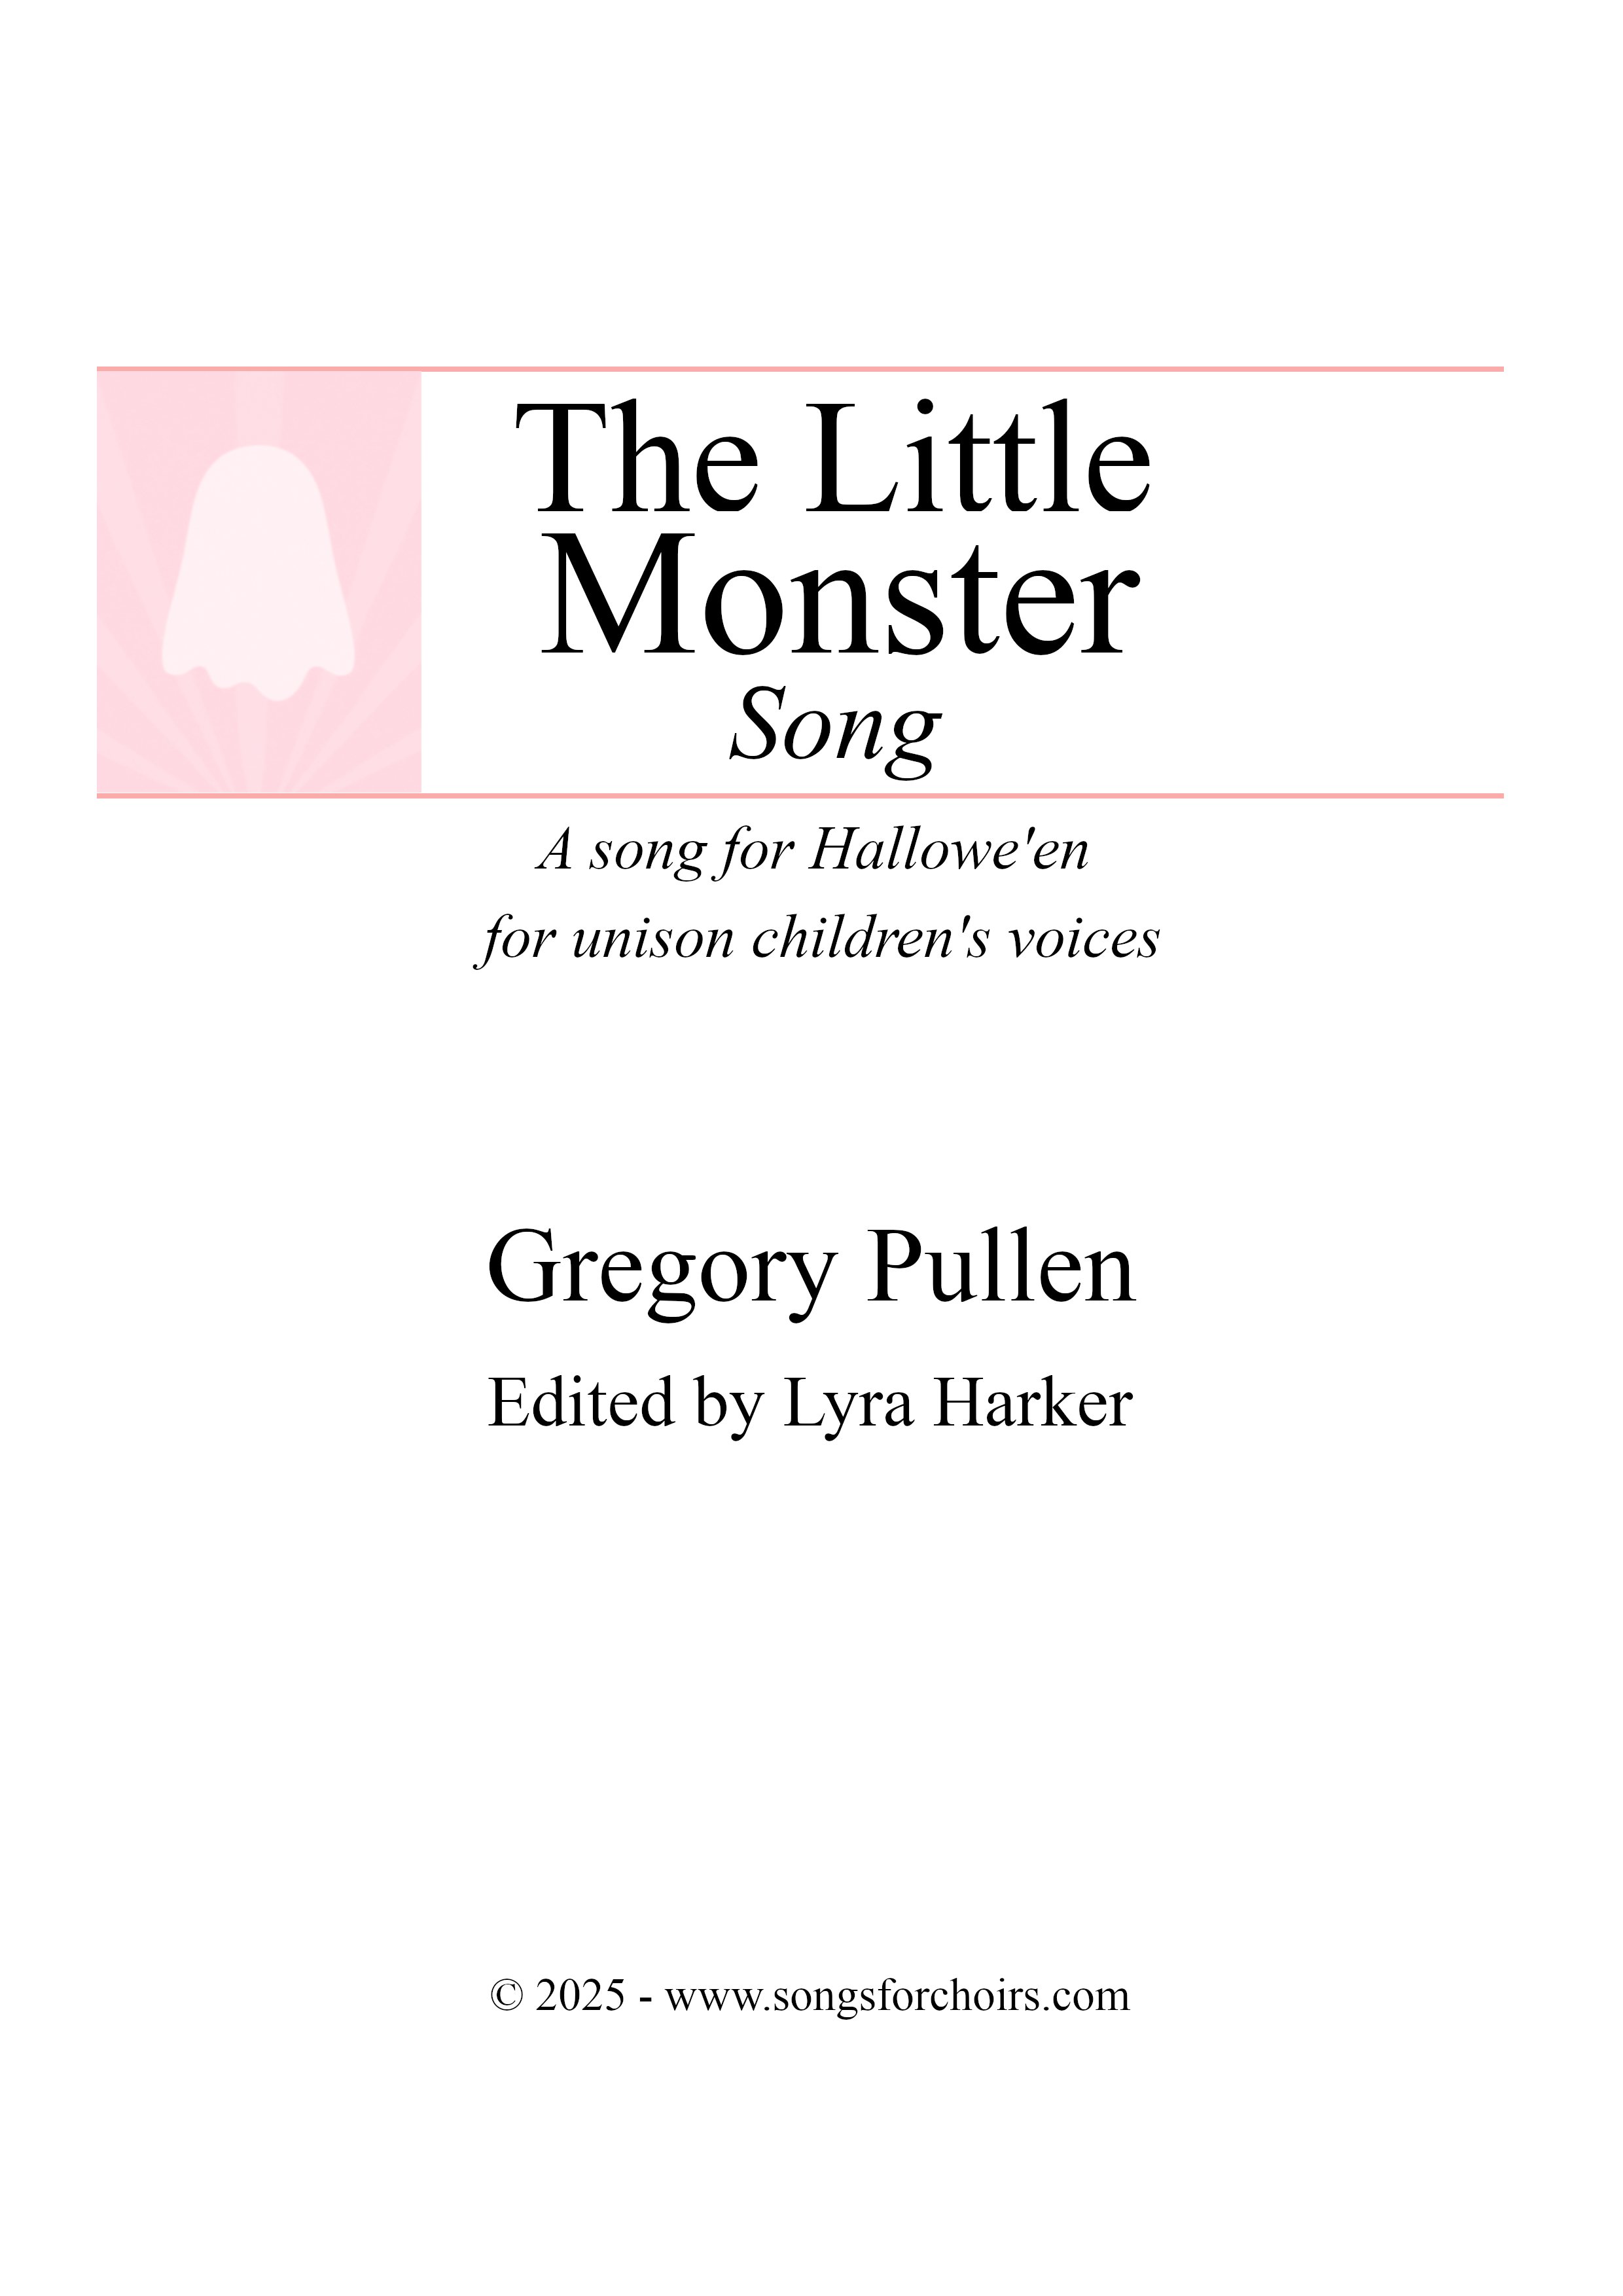 The Little
Monster
Song
A song for Hallowe'en
for unison children's voices
Gregory Pullen
Edited by Lyra Harker
© 2025 - www.songsforchoirs.com